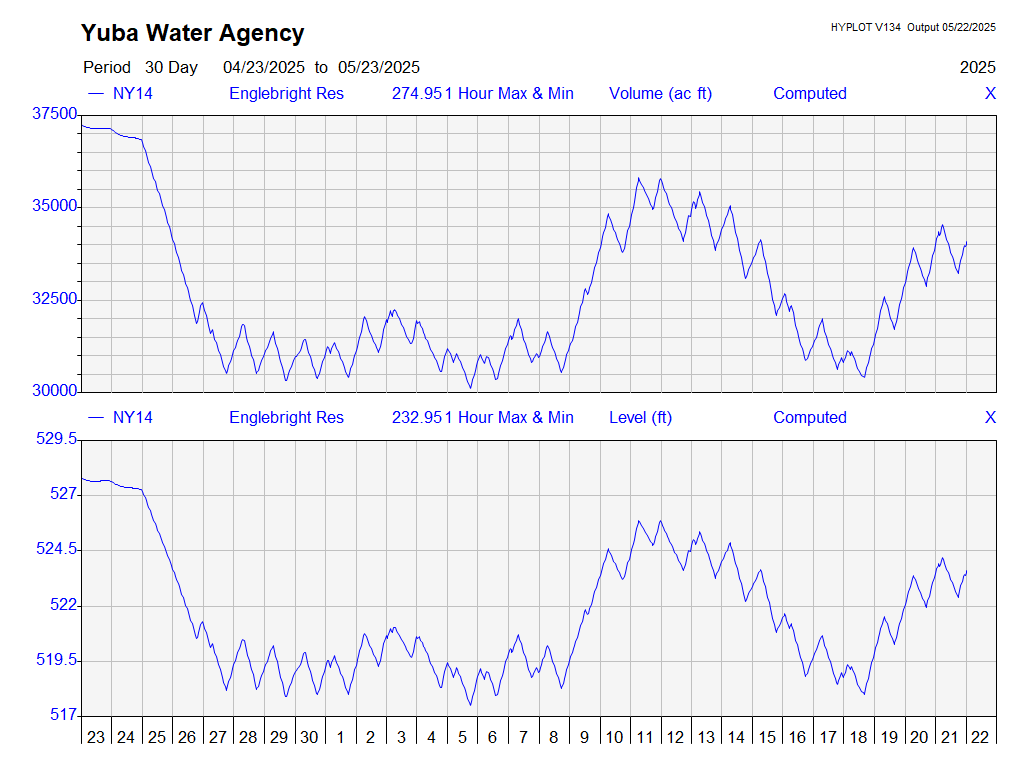 Yuba Water Agency
HYPLOT V134 Output 05/22/2025
Period 30 Day 04/23/2025 to 05/23/2025
2025
NY14 Englebright Res 274.951 Hour Max & Min Volume (ac ft) Computed X
37500
35000
32500
30000
NY14 Englebright Res 232.951 Hour Max & Min Level (ft) Computed X
529.5
527
524.5
522
519.5
517
23 24 25 26 27 28 29 30 1 2 3 4 5 6 7 8 9 10 11 12 13 14 15 16 17 18 19 20 21 22